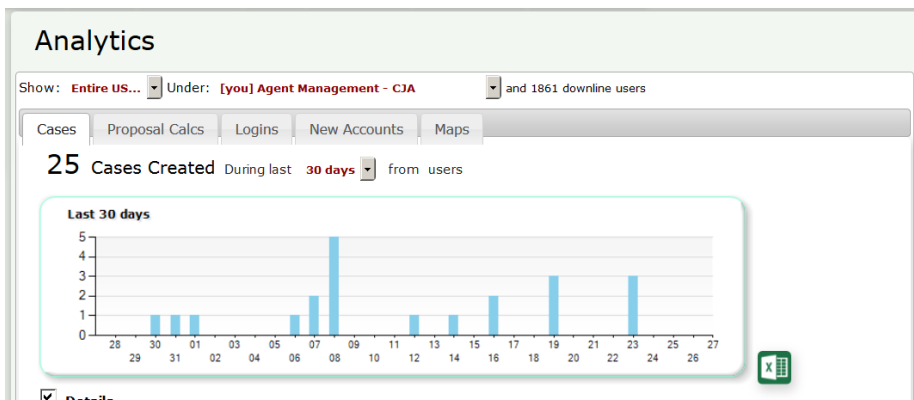 Analytics
Show: Entire US... Under: [you] Agent Management - CJA and 1861 downline users
Cases Proposal Calcs Logins New Accounts Maps
25 Cases Created During last 30 days from users
Last 30 days
5
4
3
2
1
0
28 30 01 03 05 07 09 11 13 15 17 19 21 23 25 27
29 31 02 04 06 08 10 12 14 16 18 20 22 24 26
X
Details